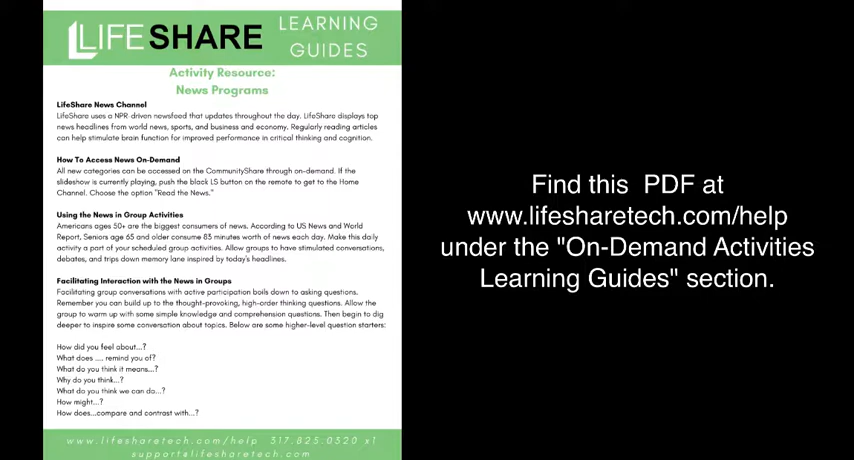 LIFESHARE LEARNING
GUIDES
Activity Resource:
News Programs
LifeShare News Channel
LifeShare uses a NPR-driven newsfeed that updates throughout the day. LifeShare displays top
news headlines from world news, sports, and business and economy. Regularly reading articles
can help stimulate brain function for improved performance in critical thinking and cognition.
How To Access News On-Demand
All new categories can be accessed on the CommunityShare through on-demand. If the
slideshow is currently playing, push the black LS button on the remote to get to the Home
Channel. Choose the option "Read the News."
Using the News in Group Activities
Americans ages 50+ are the biggest consumers of news. According to US News and World
Report, Seniors age 65 and older consume 83 minutes worth of news each day. Make this daily
activity a part of your scheduled group activities. Allow groups to have stimulated conversations,
debates, and trips down memory lane inspired by today's headlines.
Facilitating Interaction with the News in Groups
Facilitating group conversations with active participation boils down to asking questions.
Remember you can build up to the thought-provoking, high-order thinking questions. Allow the
group to warm up with some simple knowledge and comprehension questions. Then begin to dig
deeper to inspire some conversation about topics. Below are some higher-level question starters:
How did you feel about...?
What does .... remind you of?
What do you think it means...?
Why do you think...?
What do you think we can do...?
How might...?
How does...compare and contrast with...?
www.lifesharetech.com/help 317.825.0320 x1
support@lifesharetech.com
Find this PDF at
www.lifesharetech.com/help
under the "On-Demand Activities
Learning Guides" section.